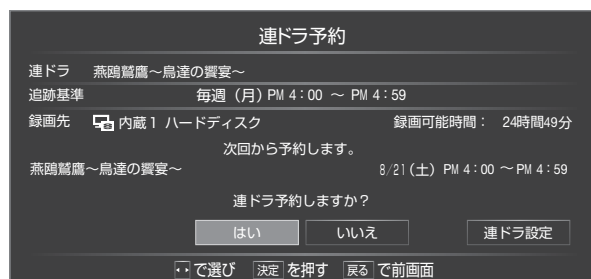 連ドラ予約
連ドラ 燕鴎鷲鷹～鳥達の饗宴～
追跡基準 毎週（月）PM 4：00 ～ PM 4：59
録画先 内蔵1 ハードディスク 録画可能時間： 24時間49分
次回から予約します。
燕鴎鷲鷹～鳥達の饗宴～ 8/21（土） PM 4：00 ～ PM 4：59
連ドラ予約しますか？
はい いいえ 連ドラ設定
で選び 決定 を押す 戻る で前画面